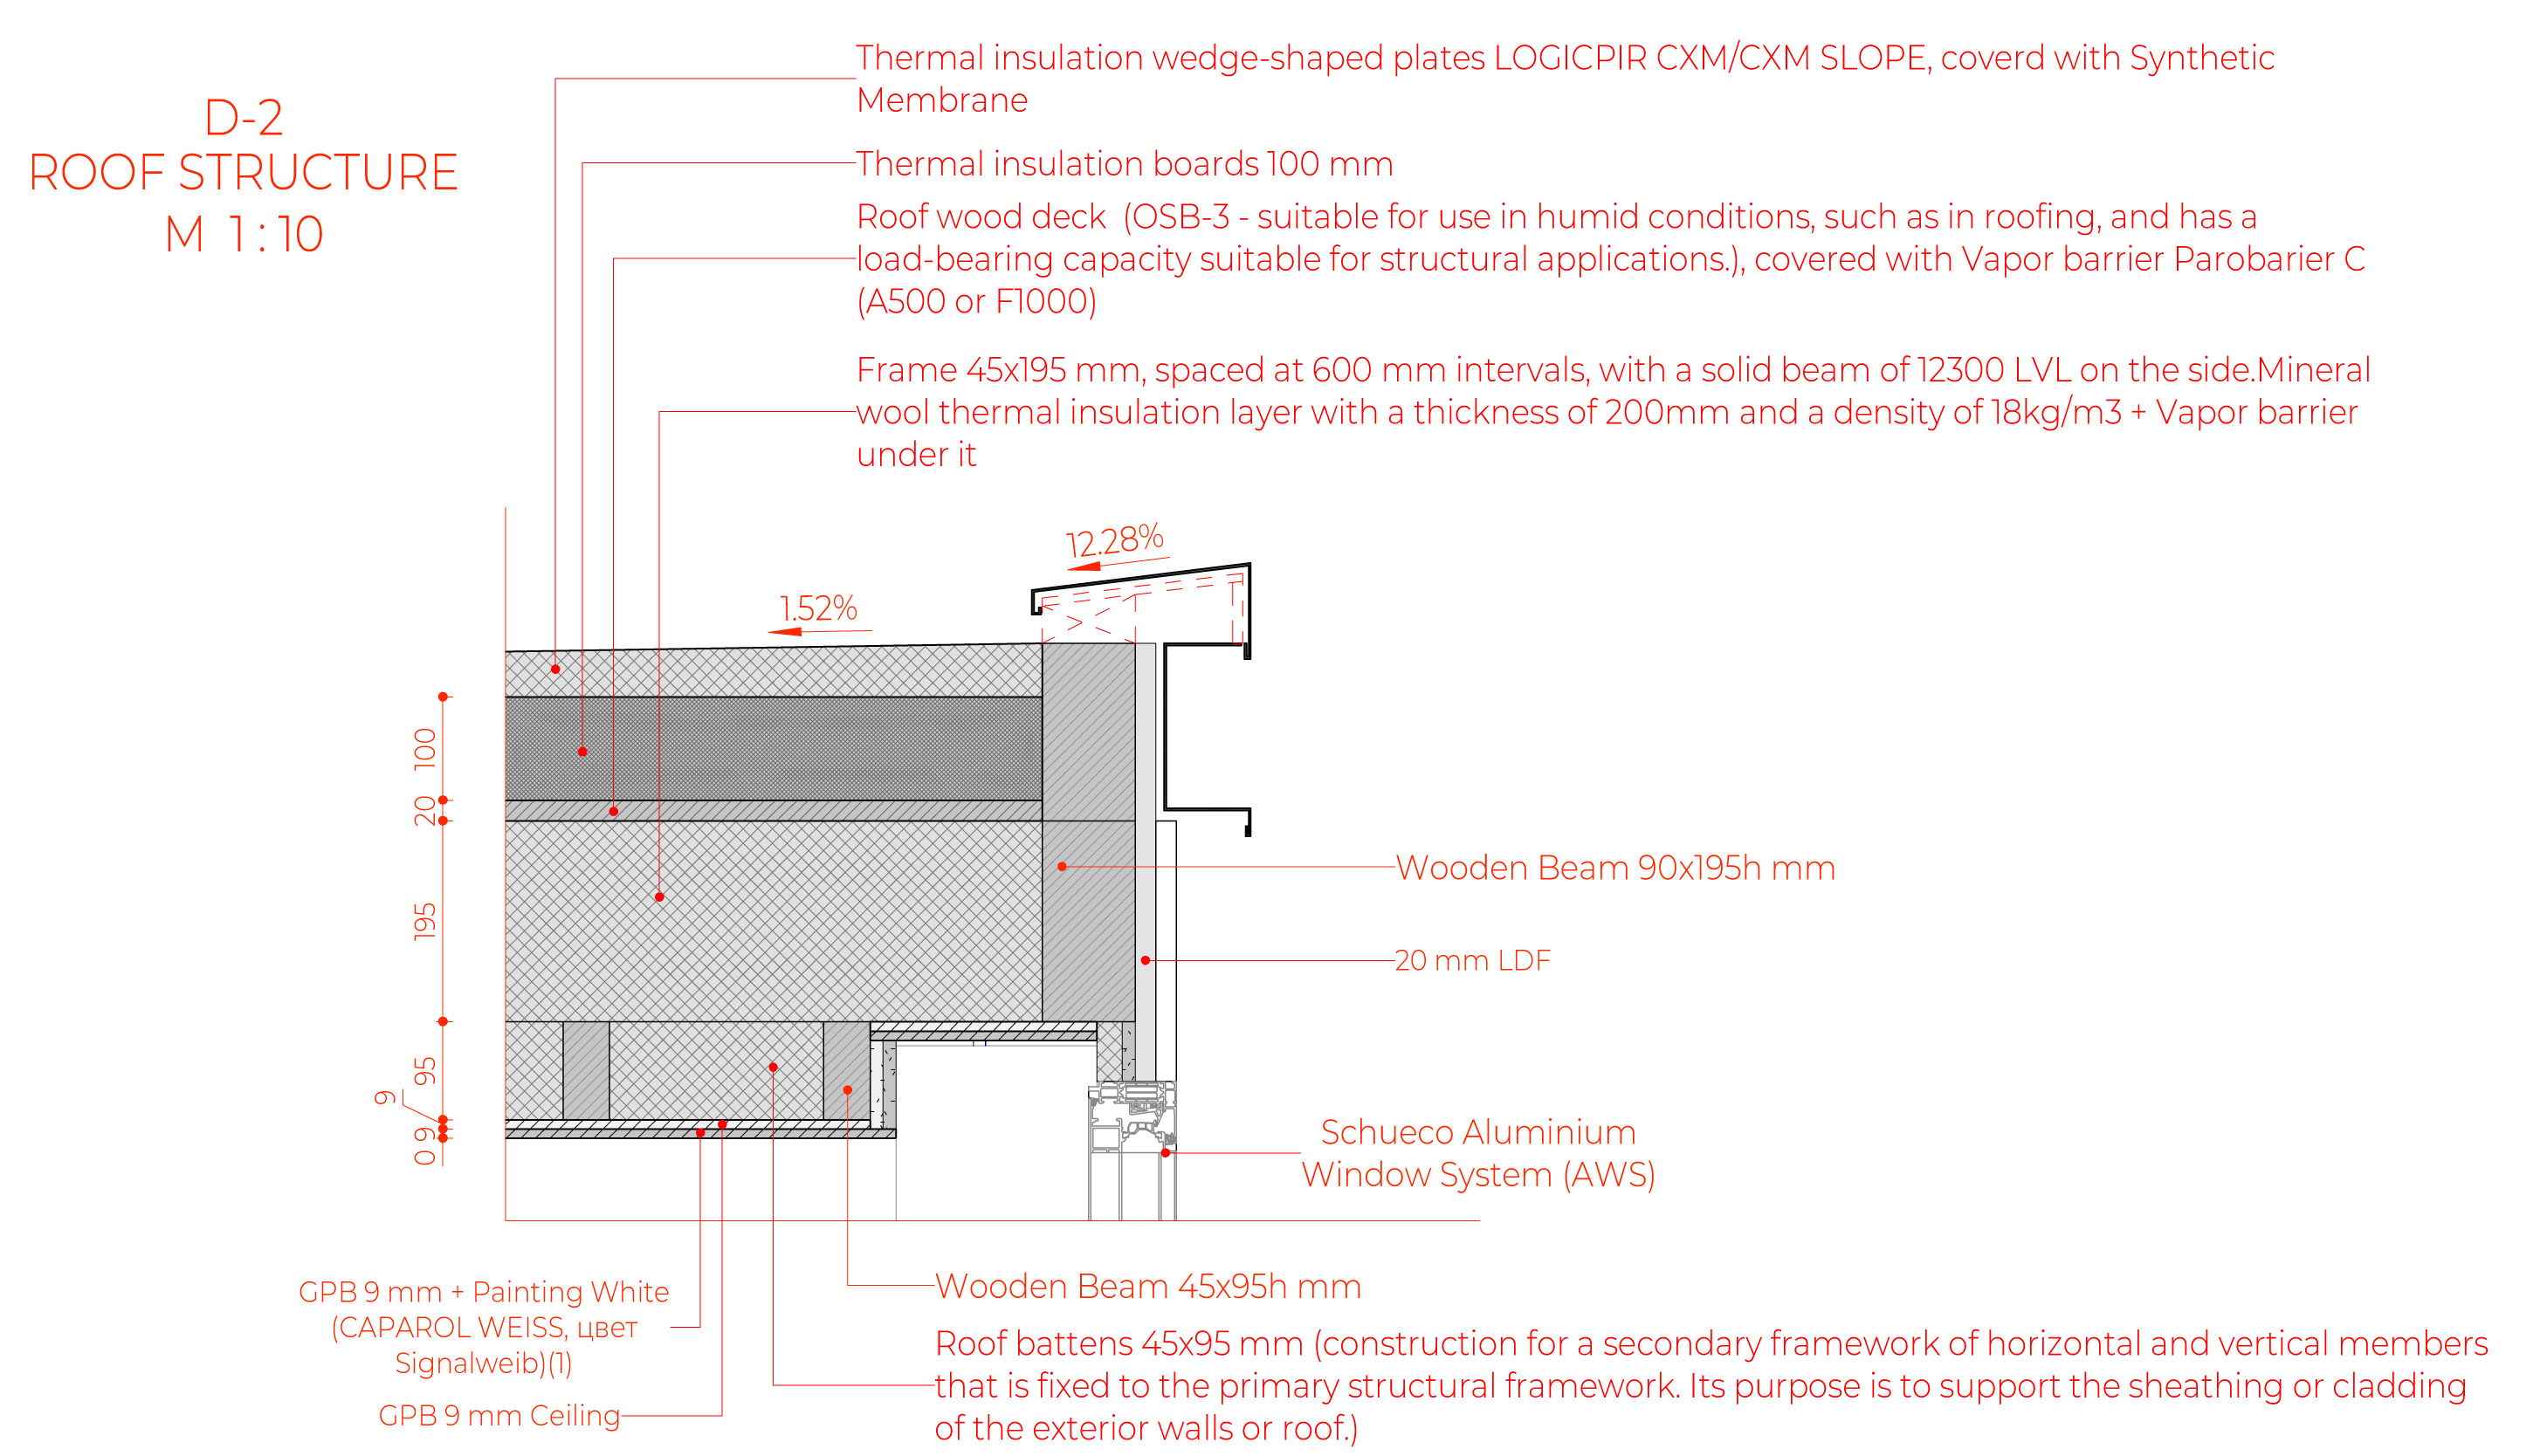 D-2
ROOF STRUCTURE
M 1 : 10
Thermal insulation wedge-shaped plates LOGICPIR CXM/CXM SLOPE, coverd with Synthetic
Membrane
Thermal insulation boards 100 mm
Roof wood deck (OSB-3 - suitable for use in humid conditions, such as in roofing, and has a
load-bearing capacity suitable for structural applications.), covered with Vapor barrier Parobarier C
(A500 or F1000)
Frame 45x195 mm, spaced at 600 mm intervals, with a solid beam of 12300 LVL on the side.Mineral
wool thermal insulation layer with a thickness of 200mm and a density of 18kg/m3 + Vapor barrier
under it
12.28%
1.52%
100
20
195
95
9
9
0
Wooden Beam 90x195h mm
20 mm LDF
Schueco Aluminium
Window System (AWS)
GPB 9 mm + Painting White
(CAPAROL WEISS, цвет
Signalweib)(1)
GPB 9 mm Ceiling
Wooden Beam 45x95h mm
Roof battens 45x95 mm (construction for a secondary framework of horizontal and vertical members
that is fixed to the primary structural framework. Its purpose is to support the sheathing or cladding
of the exterior walls or roof.)